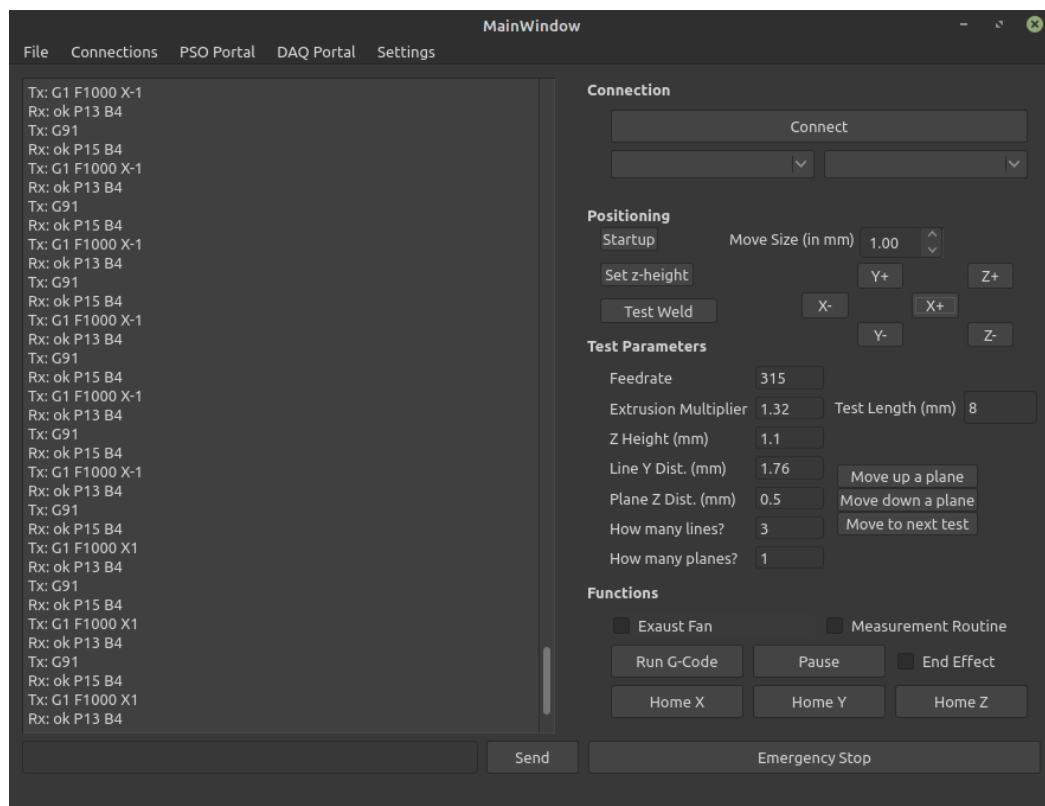 MainWindow
File Connections PSO Portal DAQ Portal Settings
Tx: G1 F1000 X-1
Rx: ok P13 B4
Tx: G91
Rx: ok P15 B4
Tx: G1 F1000 X-1
Rx: ok P13 B4
Tx: G91
Rx: ok P15 B4
Tx: G1 F1000 X-1
Rx: ok P13 B4
Tx: G91
Rx: ok P15 B4
Tx: G1 F1000 X-1
Rx: ok P13 B4
Tx: G91
Rx: ok P15 B4
Tx: G1 F1000 X-1
Rx: ok P13 B4
Tx: G91
Rx: ok P15 B4
Tx: G1 F1000 X-1
Rx: ok P13 B4
Tx: G91
Rx: ok P15 B4
Tx: G1 F1000 X1
Rx: ok P13 B4
Tx: G91
Rx: ok P15 B4
Tx: G1 F1000 X1
Rx: ok P13 B4
Tx: G91
Rx: ok P15 B4
Tx: G1 F1000 X1
Rx: ok P13 B4
Send
Connection
Connect
Positioning
Startup Move Size (in mm) 1.00
Set z-height Y+ Z+
Test Weld X- X+
Y- Z-
Test Parameters
Feedrate 315
Extrusion Multiplier 1.32 Test Length (mm) 8
Z Height (mm) 1.1
Line Y Dist. (mm) 1.76 Move up a plane
Plane Z Dist. (mm) 0.5 Move down a plane
How many lines? 3 Move to next test
How many planes? 1
Functions
Exaust Fan Measurement Routine
Run G-Code Pause End Effect
Home X Home Y Home Z
Emergency Stop